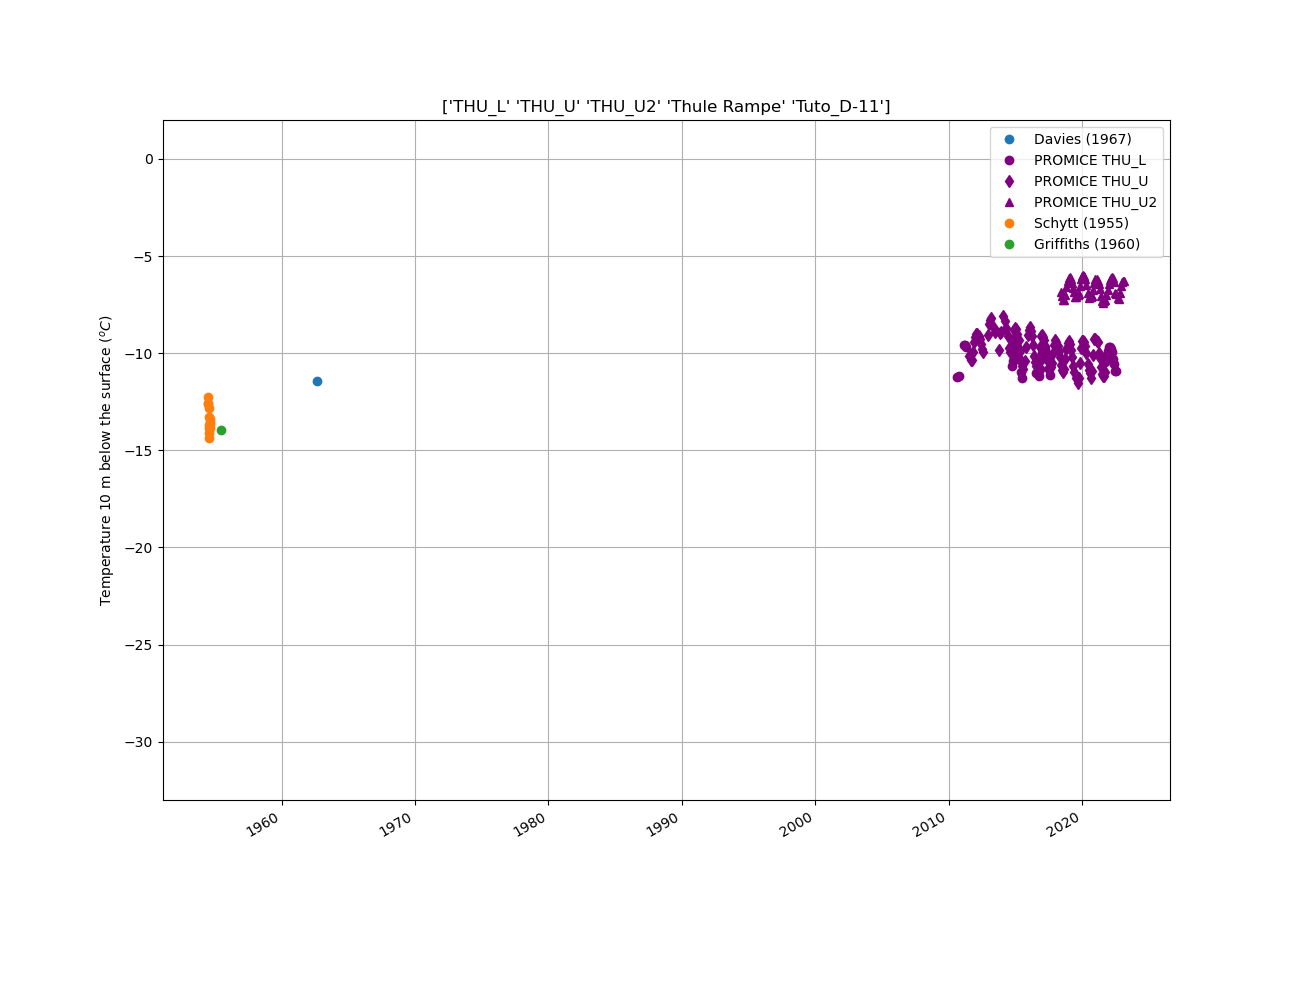 ['THU_L' 'THU_U' 'THU_U2' 'Thule Rampe' 'Tuto_D-11']
Davies (1967)
PROMICE THU_L
PROMICE THU_U
PROMICE THU_U2
Schytt (1955)
Griffiths (1960)
0
−5
−10
−15
−20
−25
−30
Temperature 10 m below the surface (°C)
1960
1970
1980
1990
2000
2010
2020